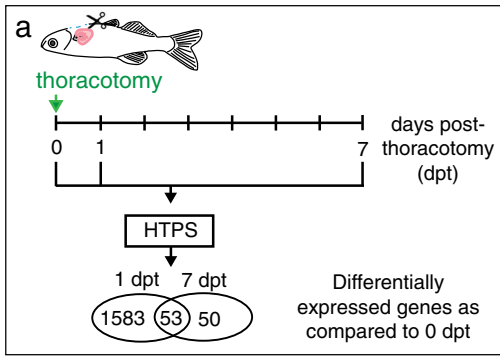 a
thoracotomy
0 1 7
days post-
thoracotomy
(dpt)
HTPS
1 dpt 7 dpt
1583 53 50
Differentially
expressed genes as
compared to 0 dpt